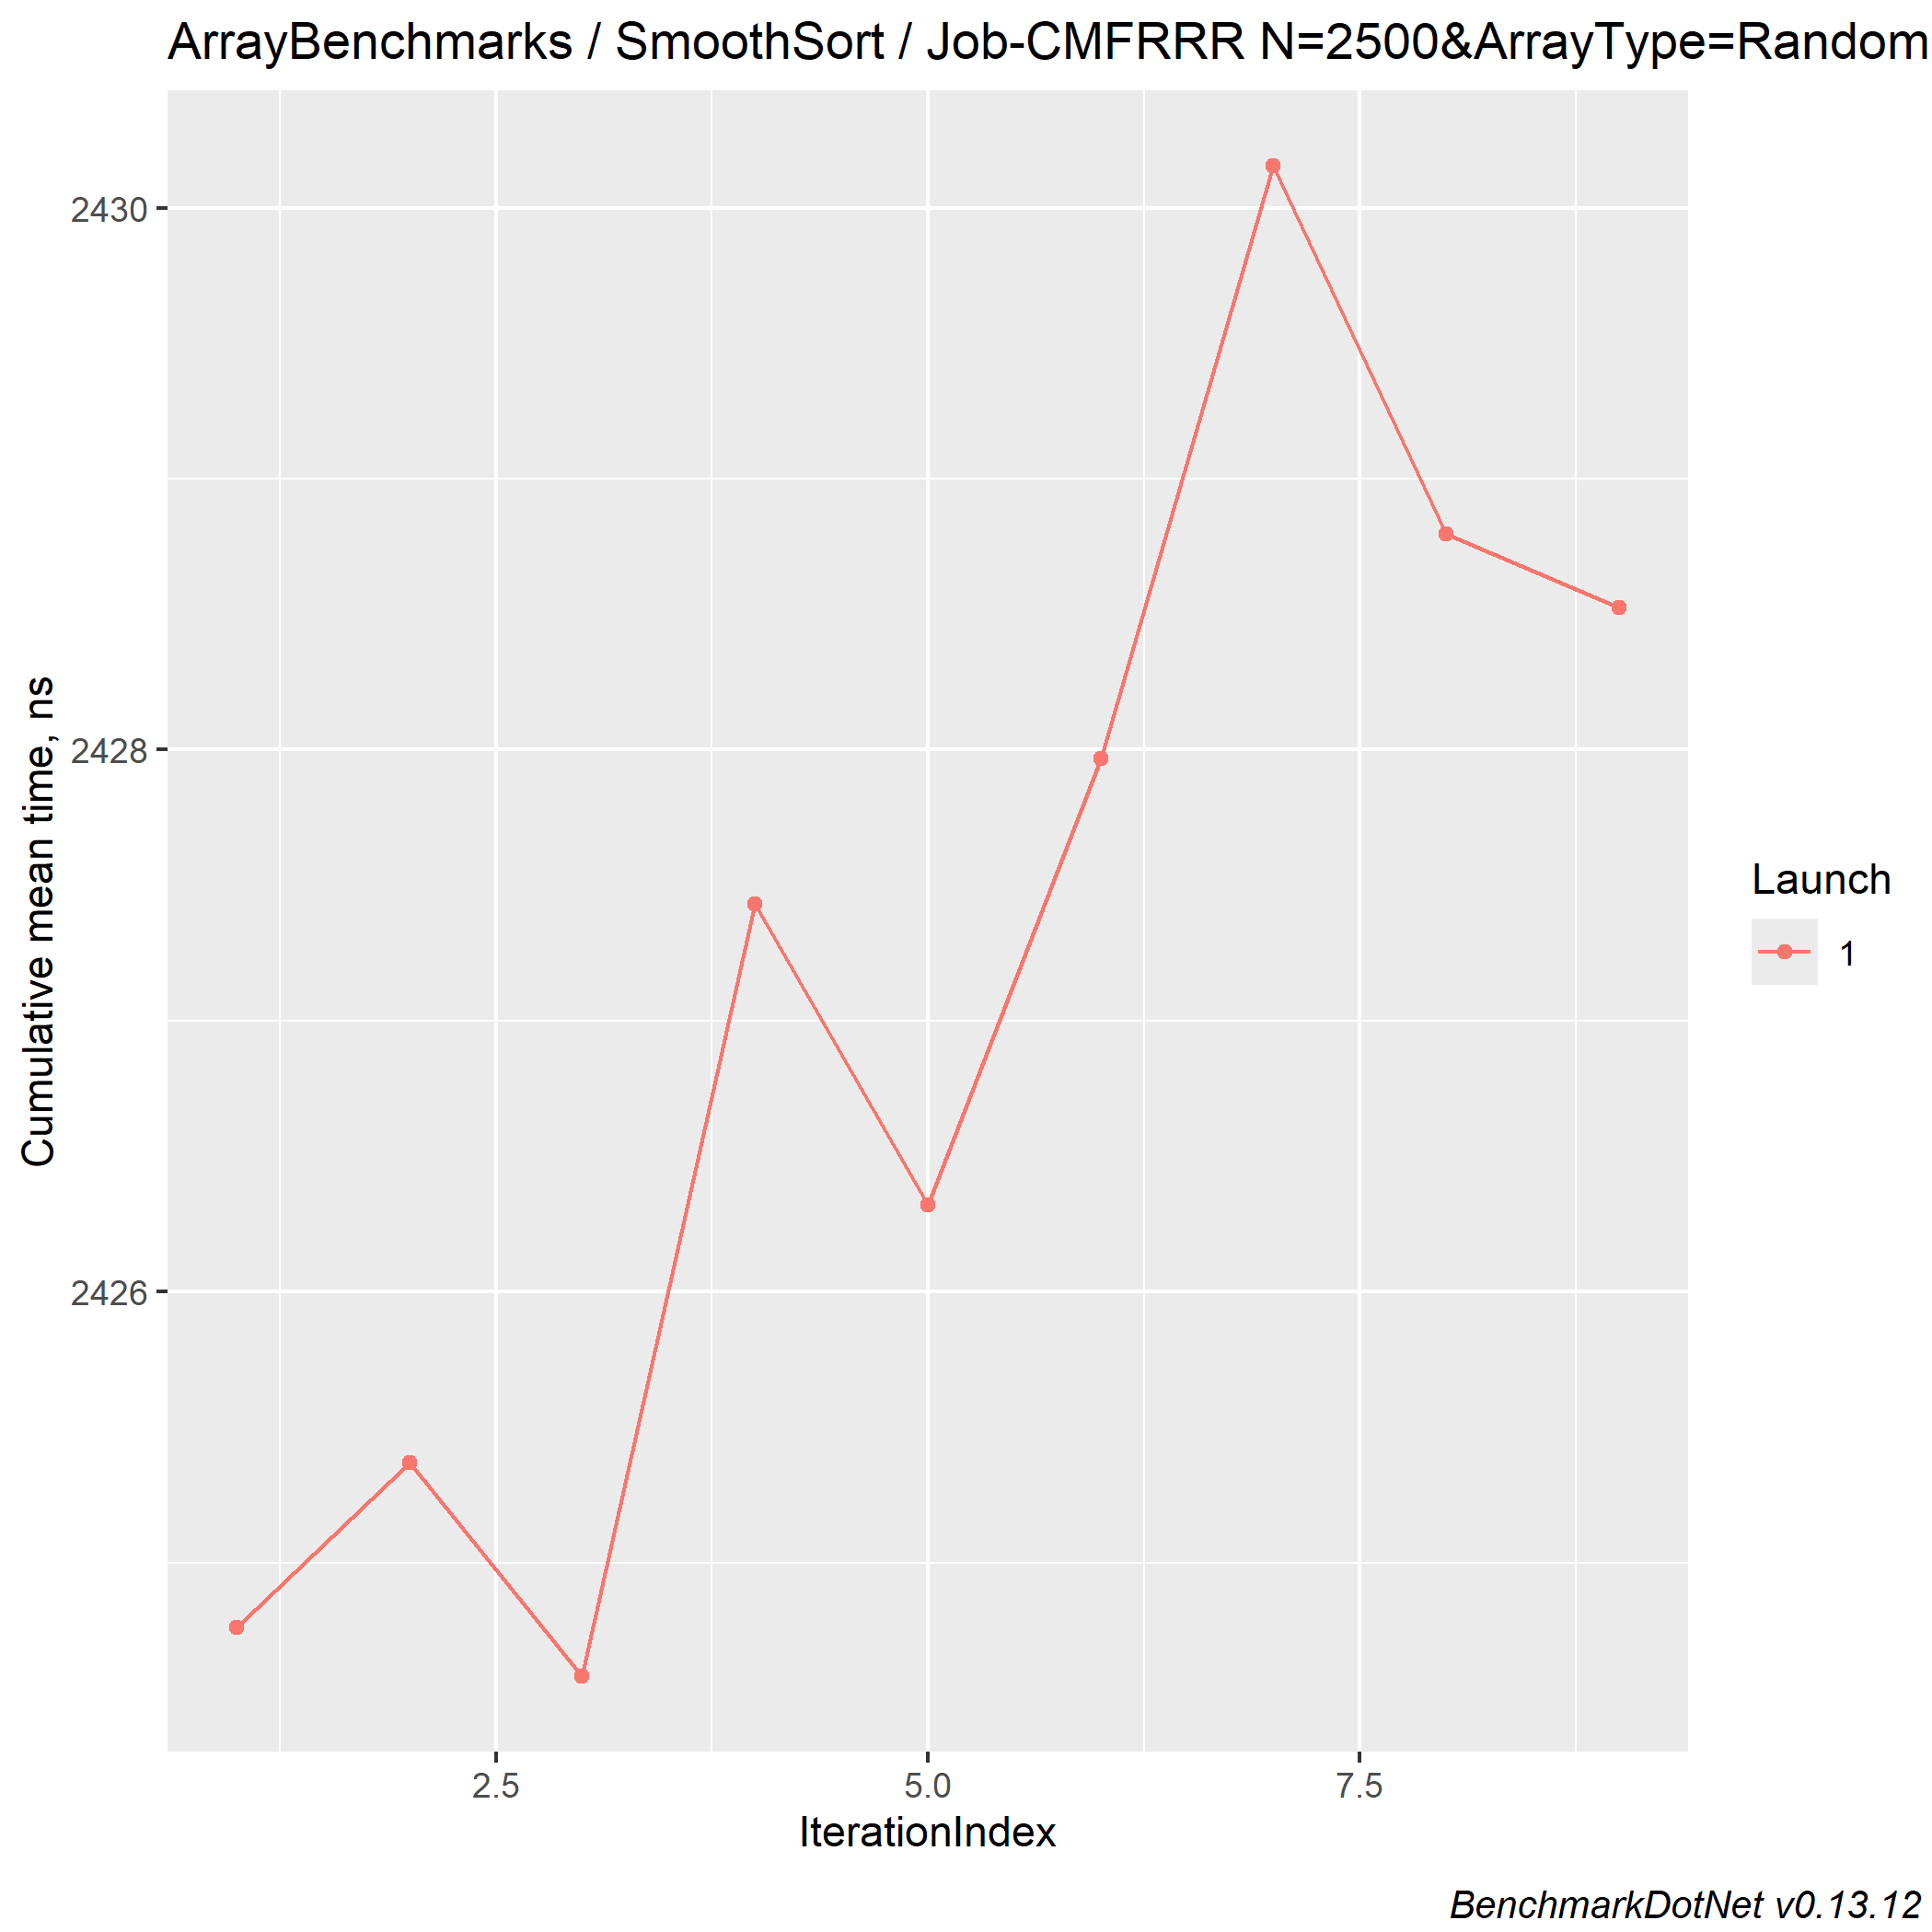 ArrayBenchmarks / SmoothSort / Job-CMFRRR N=2500&ArrayType=Random
Cumulative mean time, ns
2430
2428
2426
2.5
5.0
7.5
IterationIndex
Launch
1
BenchmarkDotNet v0.13.12